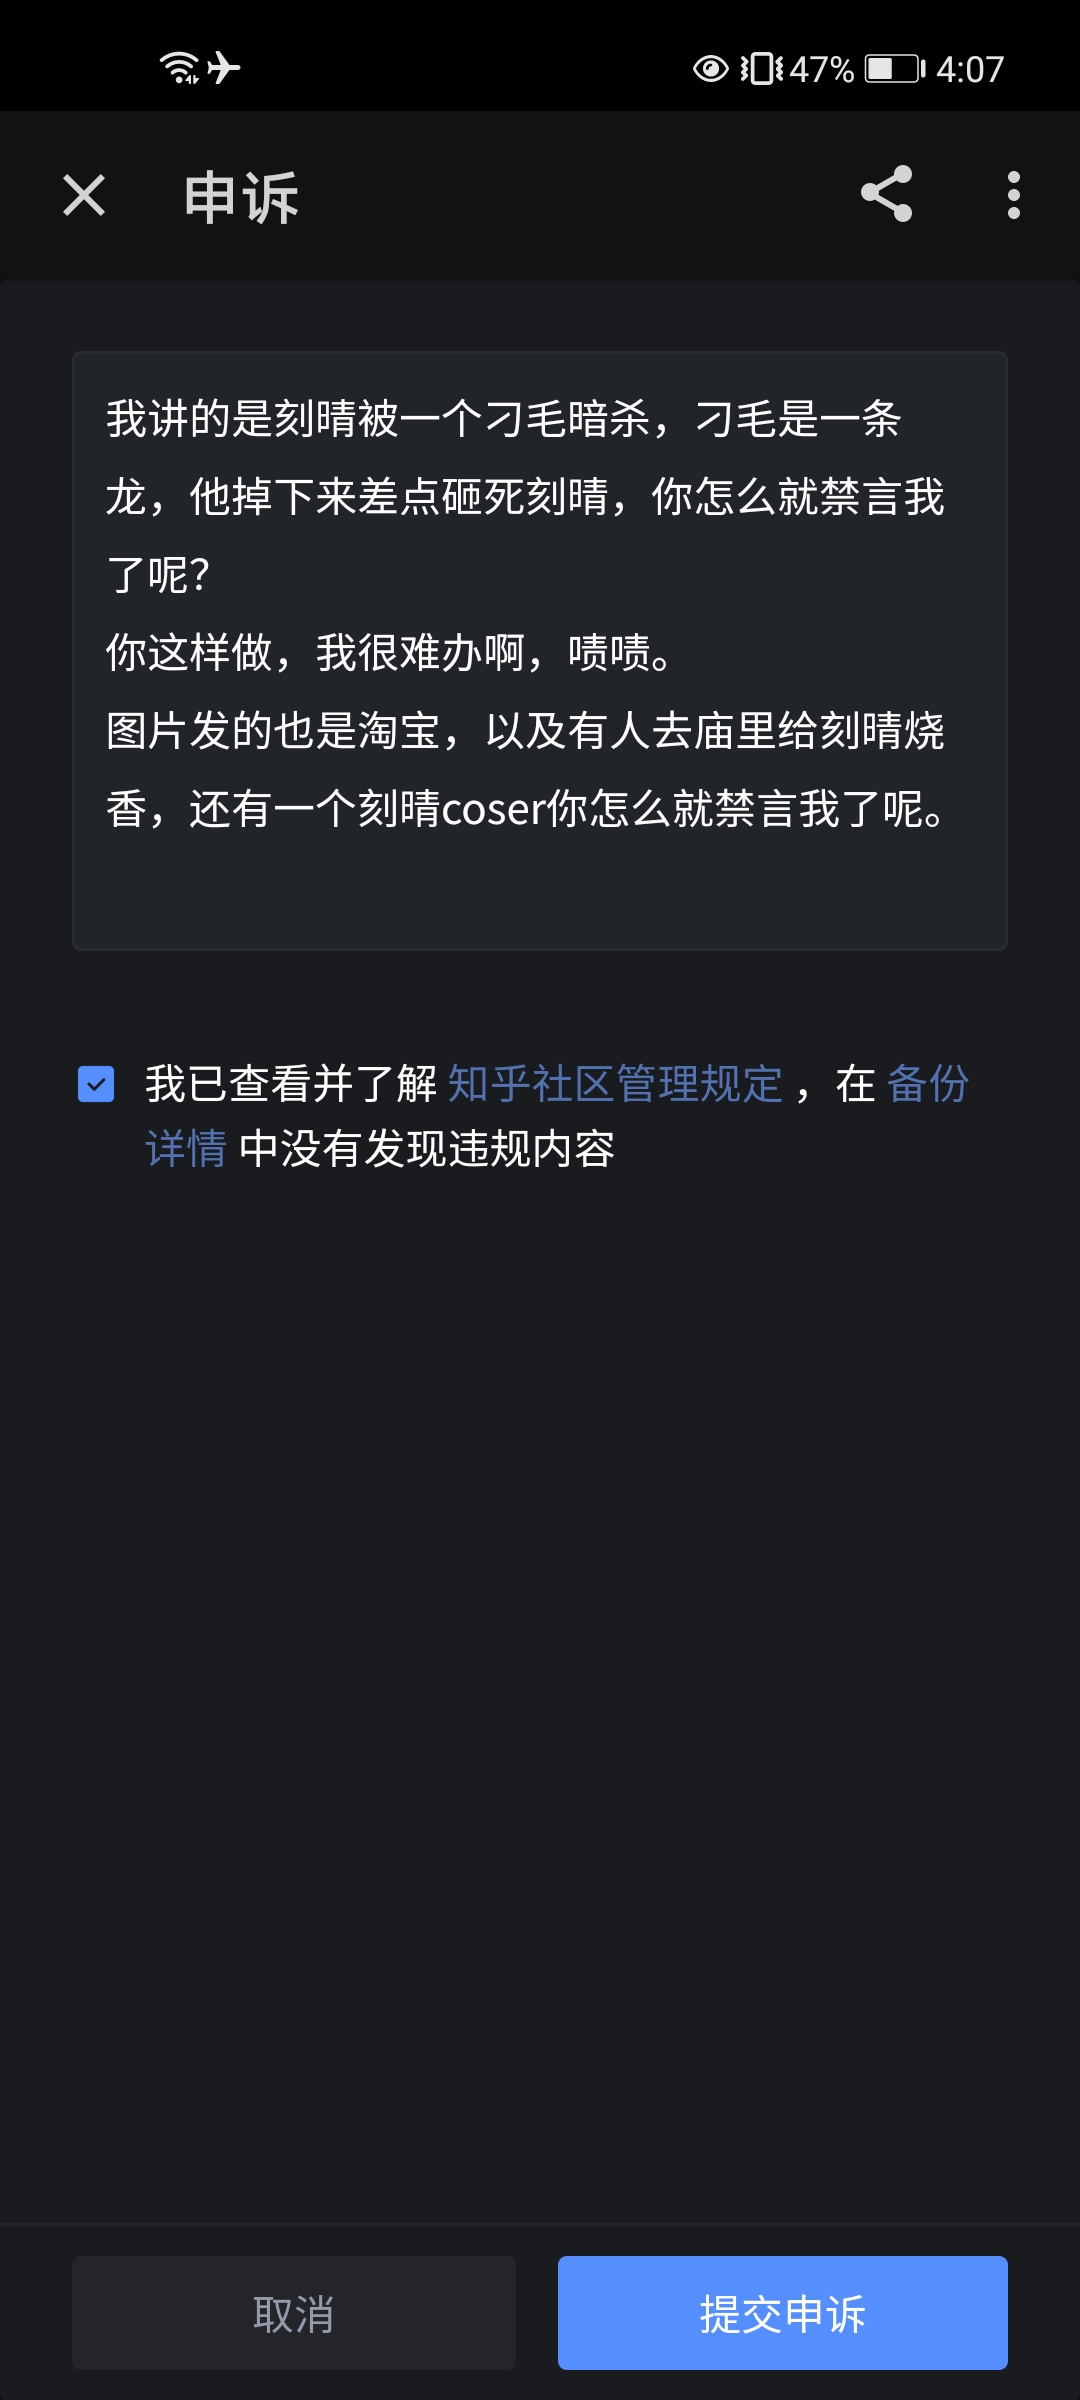 47% 4:07
申诉
我讲的是刻晴被一个刁毛暗杀，刁毛是一条
龙，他掉下来差点砸死刻晴，你怎么就禁言我
了呢？
你这样做，我很难办啊，啧啧。
图片发的也是淘宝，以及有人去庙里给刻晴烧
香，还有一个刻晴coser你怎么就禁言我了呢。
我已查看并了解 知乎社区管理规定 ，在 备份
详情 中没有发现违规内容
取消 提交申诉